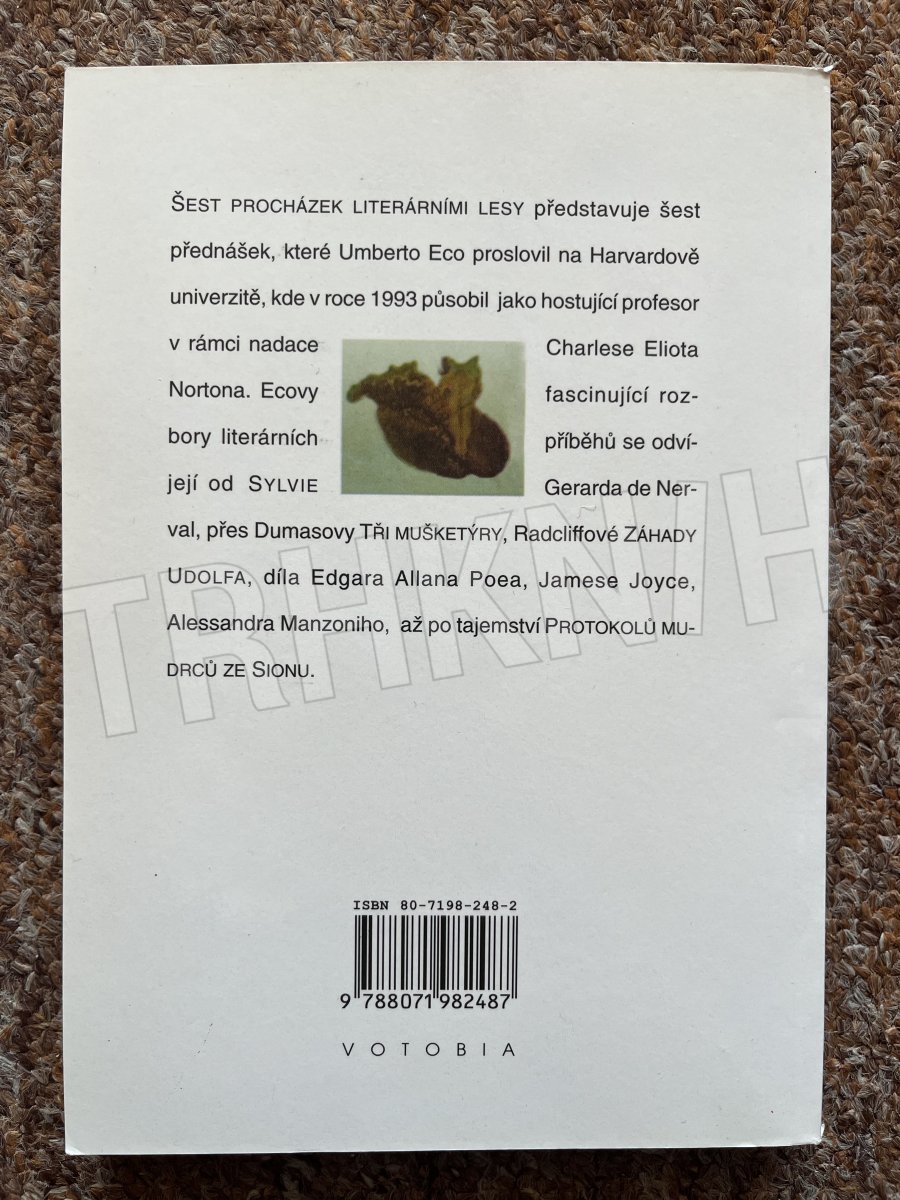 ŠEST PROCHÁZEK LITERÁRNÍMI LESY představuje šest
přednášek, které Umberto Eco proslovil na Harvardově
univerzitě, kde v roce 1993 působil jako hostující profesor
v rámci nadace Charlese Eliota
Nortona. Ecovy fascinující roz-
bory literárních příběhů se odví-
její od SYLVIE Gerarda de Ner-
val, přes Dumasovy TŘI MUŠKETÝRY, Radcliffové ZÁHADY
UDOLFA, díla Edgara Allana Poea, Jamese Joyce,
Alessandra Manzoniho, až po tajemství PROTOKOLŮ MU-
DRCŮ ZE SIONU.
TRHKNIH
ISBN 80-7198-248-2
9 788071 982487
VOTOBIA